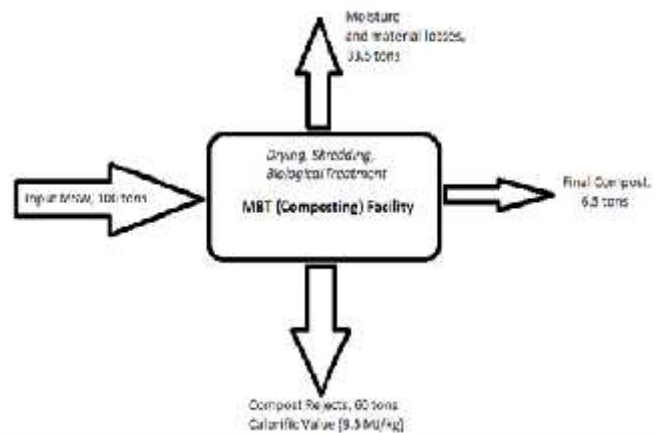 Moisture
and material losses,
33.5 tons
Drying, Shredding,
Biological Treatment
MBT (Composting) Facility
Input MSW, 100 tons
Final Compost,
6.5 tons
Compost Rejects, 60 tons
Calorific Value [9.5 MJ/kg]